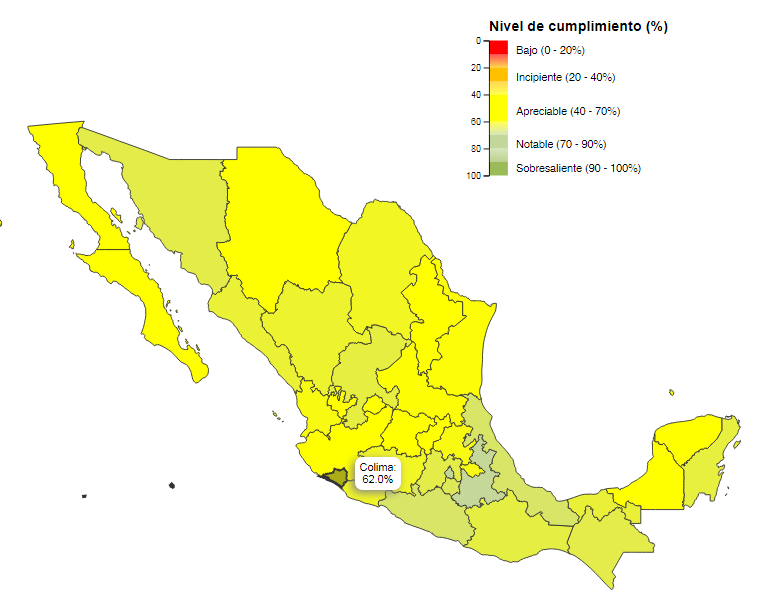 Nivel de cumplimiento (%)
0
Bajo (0 - 20%)
20
Incipiente (20 - 40%)
40
Apreciable (40 - 70%)
60
Notable (70 - 90%)
80
Sobresaliente (90 - 100%)
100
Colima:
62.0%